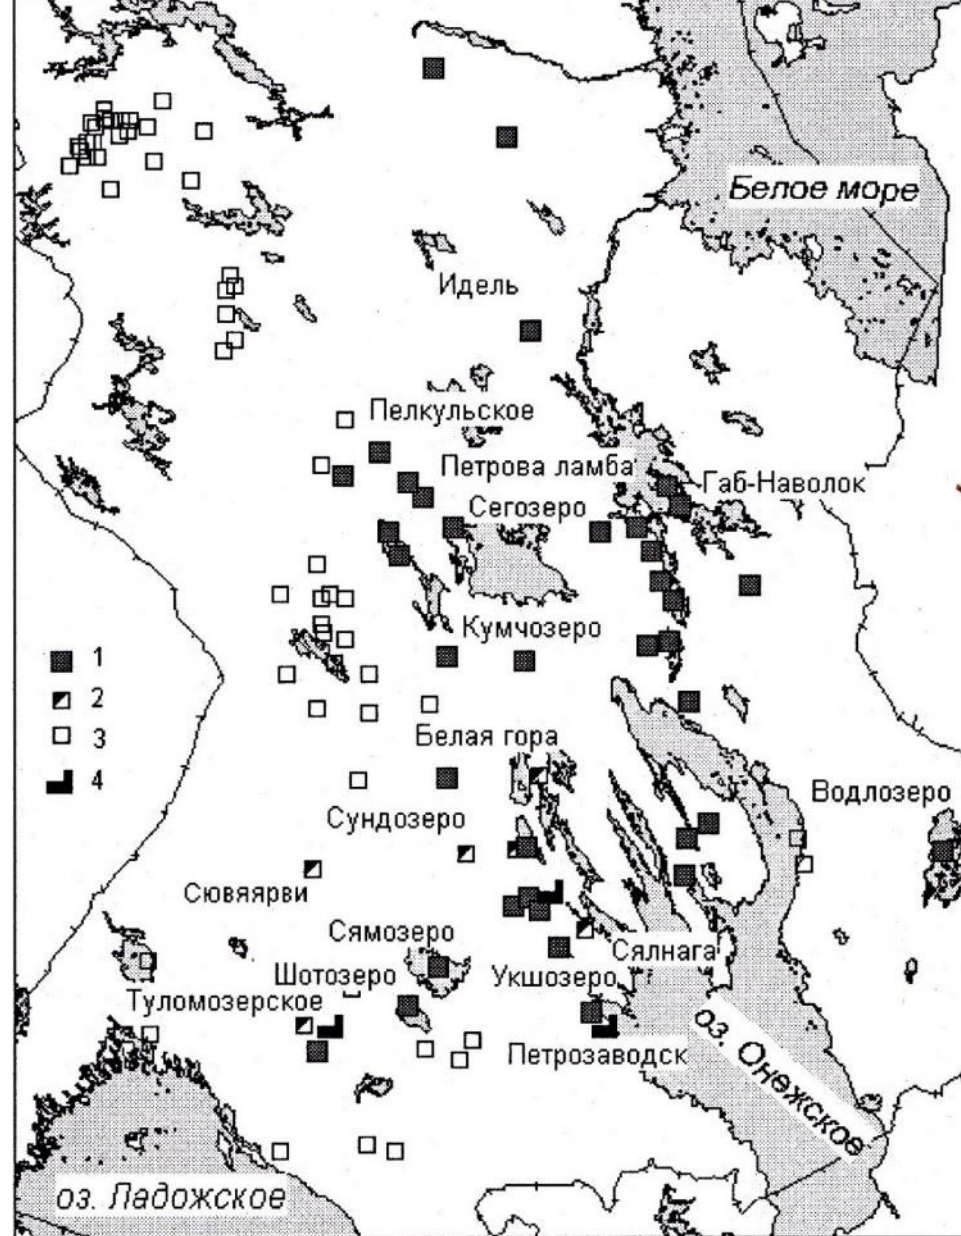 Белое море
Идель
Пелкульское
Петрова ламба
Габ-Наволок
Сегозеро
Кумчозеро
1
2
3
4
Белая гора
Водлозеро
Сундозеро
Сювяярви
Сямозеро
Сялнага
Шотозеро
Укшозеро
Туломозерское
оз. Онежское
Петрозаводск
оз. Ладожское